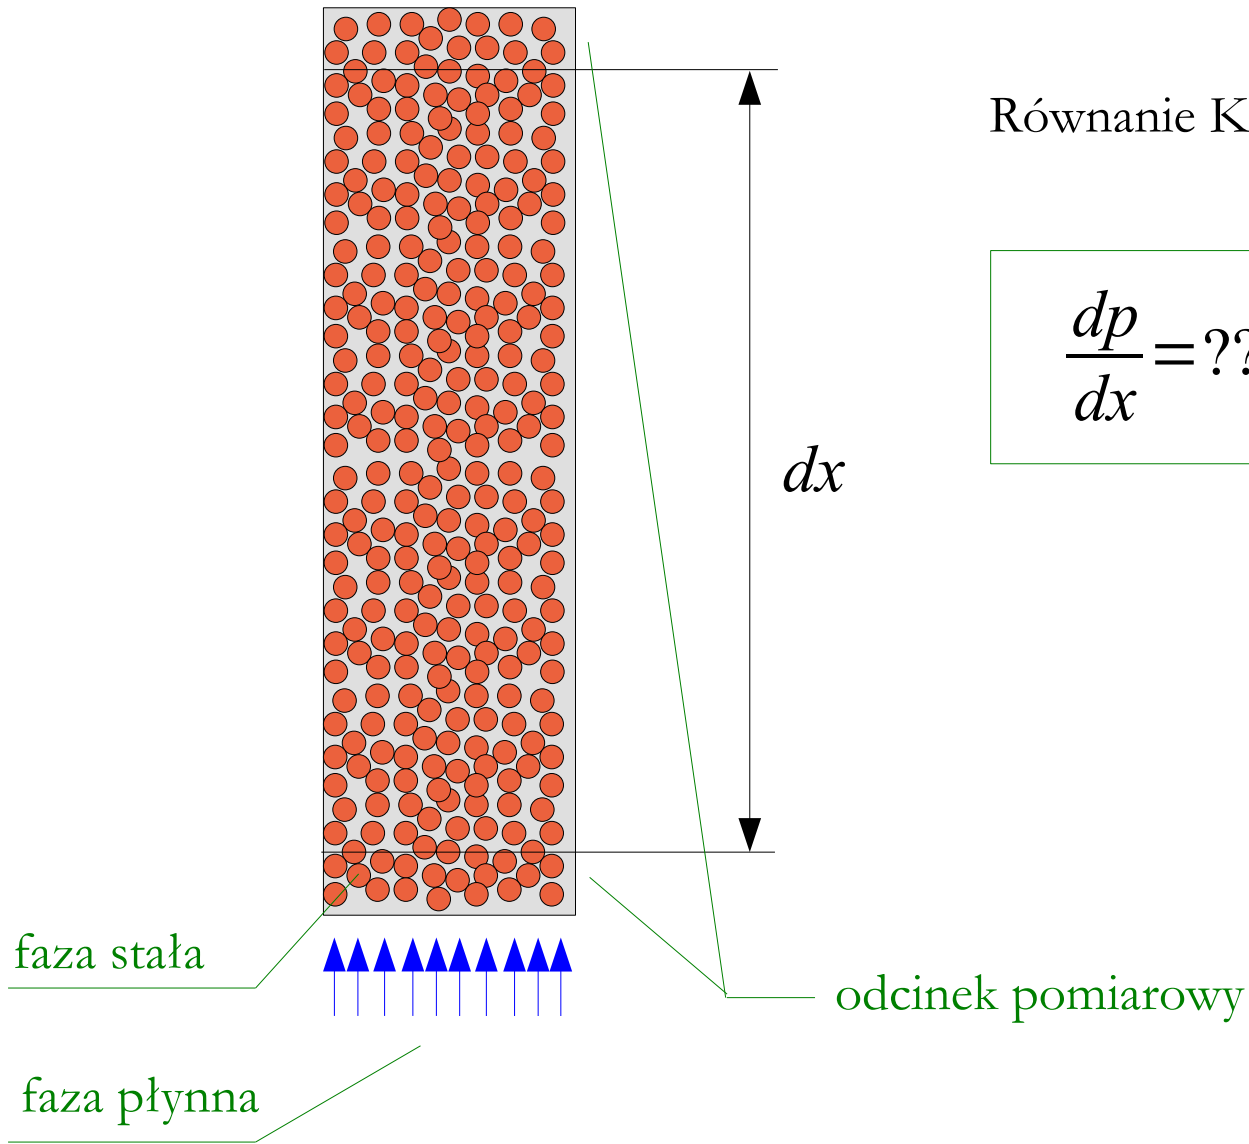 Równanie K
dp
dx
=??
dx
faza stała
odcinek pomiarowy
faza płynna